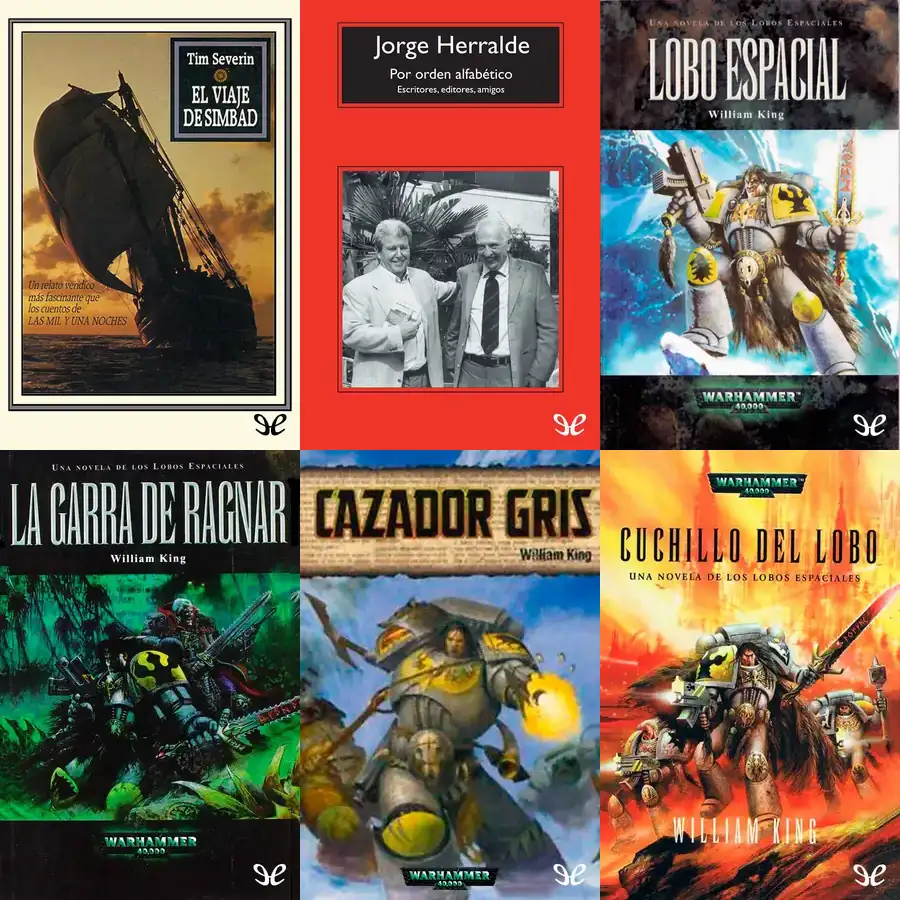 Tim Severin
EL VIAJE
DE SIMBAD
Un relato verídico
más fascinante que
los cuentos de
LAS MIL Y UNA NOCHES
Jorge Herralde
Por orden alfabético
Escritores, editores, amigos
UNA NOVELA DE LOS LOBOS ESPACIALES
LOBO ESPACIAL
William King
WARHAMMER™
40,000
UNA NOVELA DE LOS LOBOS ESPACIALES
LA GARRA DE RAGNAR
William King
WARHAMMER
40,000
CAZADOR GRIS
William King
WARHAMMER
40,000
WARHAMMER™
40,000
CUCHILLO DEL LOBO
UNA NOVELA DE LOS LOBOS ESPACIALES
WILLIAM KING